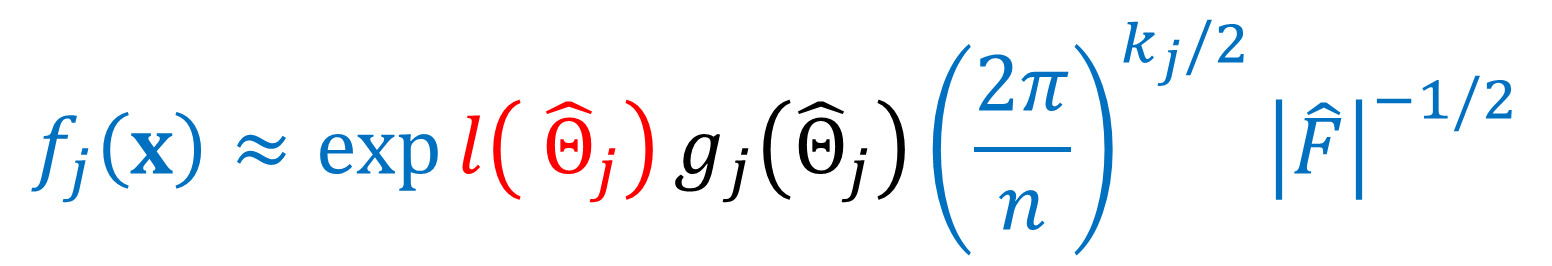 f_j(𝐱) ≈ exp l( Θ̂_j) g_j(Θ̂_j) (2π/n)^{k_j/2} |F̂|^{−1/2}